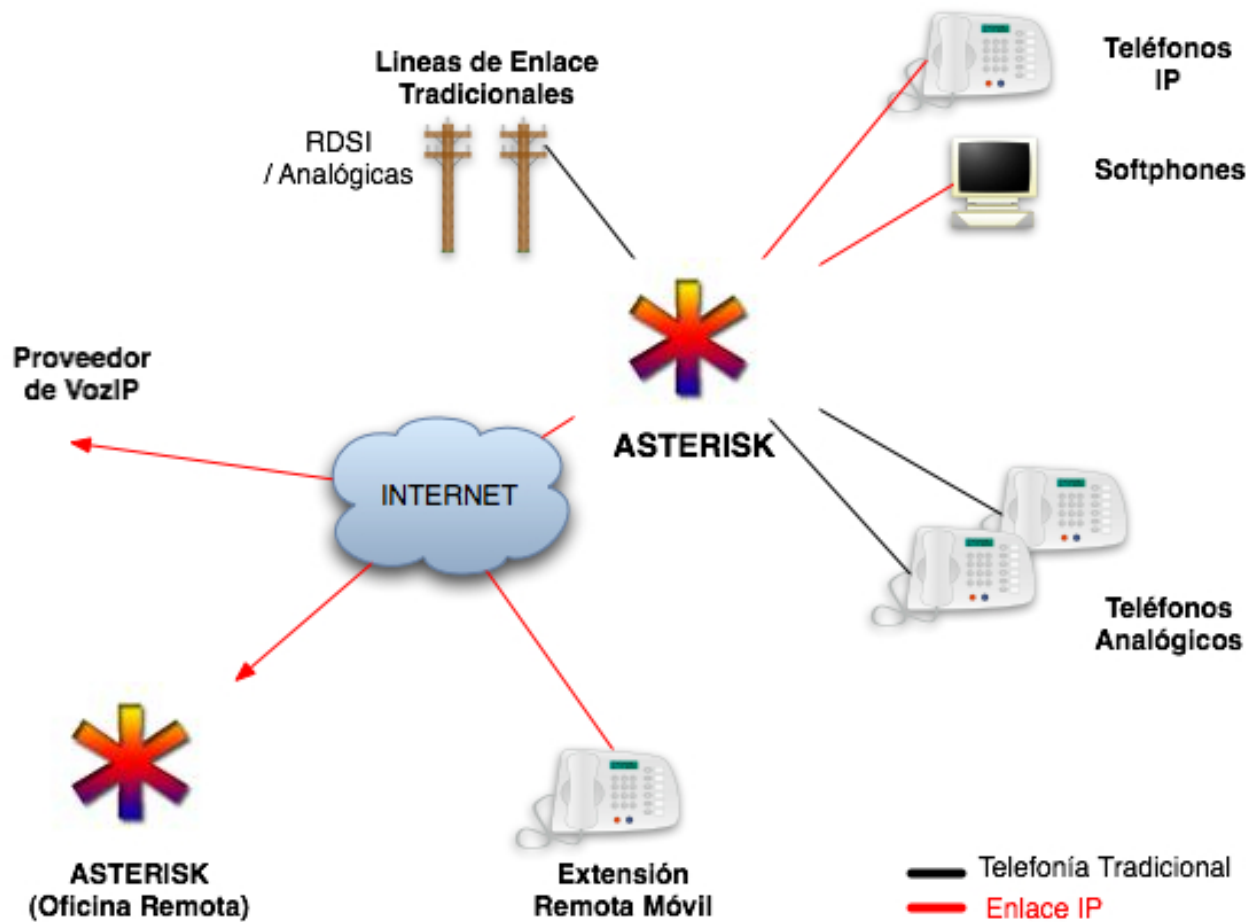 Lineas de Enlace
Tradicionales
RDSI
/ Analógicas
Teléfonos
IP
Softphones
Proveedor
de VozIP
ASTERISK
INTERNET
Teléfonos
Analógicos
ASTERISK
(Oficina Remota)
Extensión
Remota Móvil
Telefonía Tradicional
Enlace IP